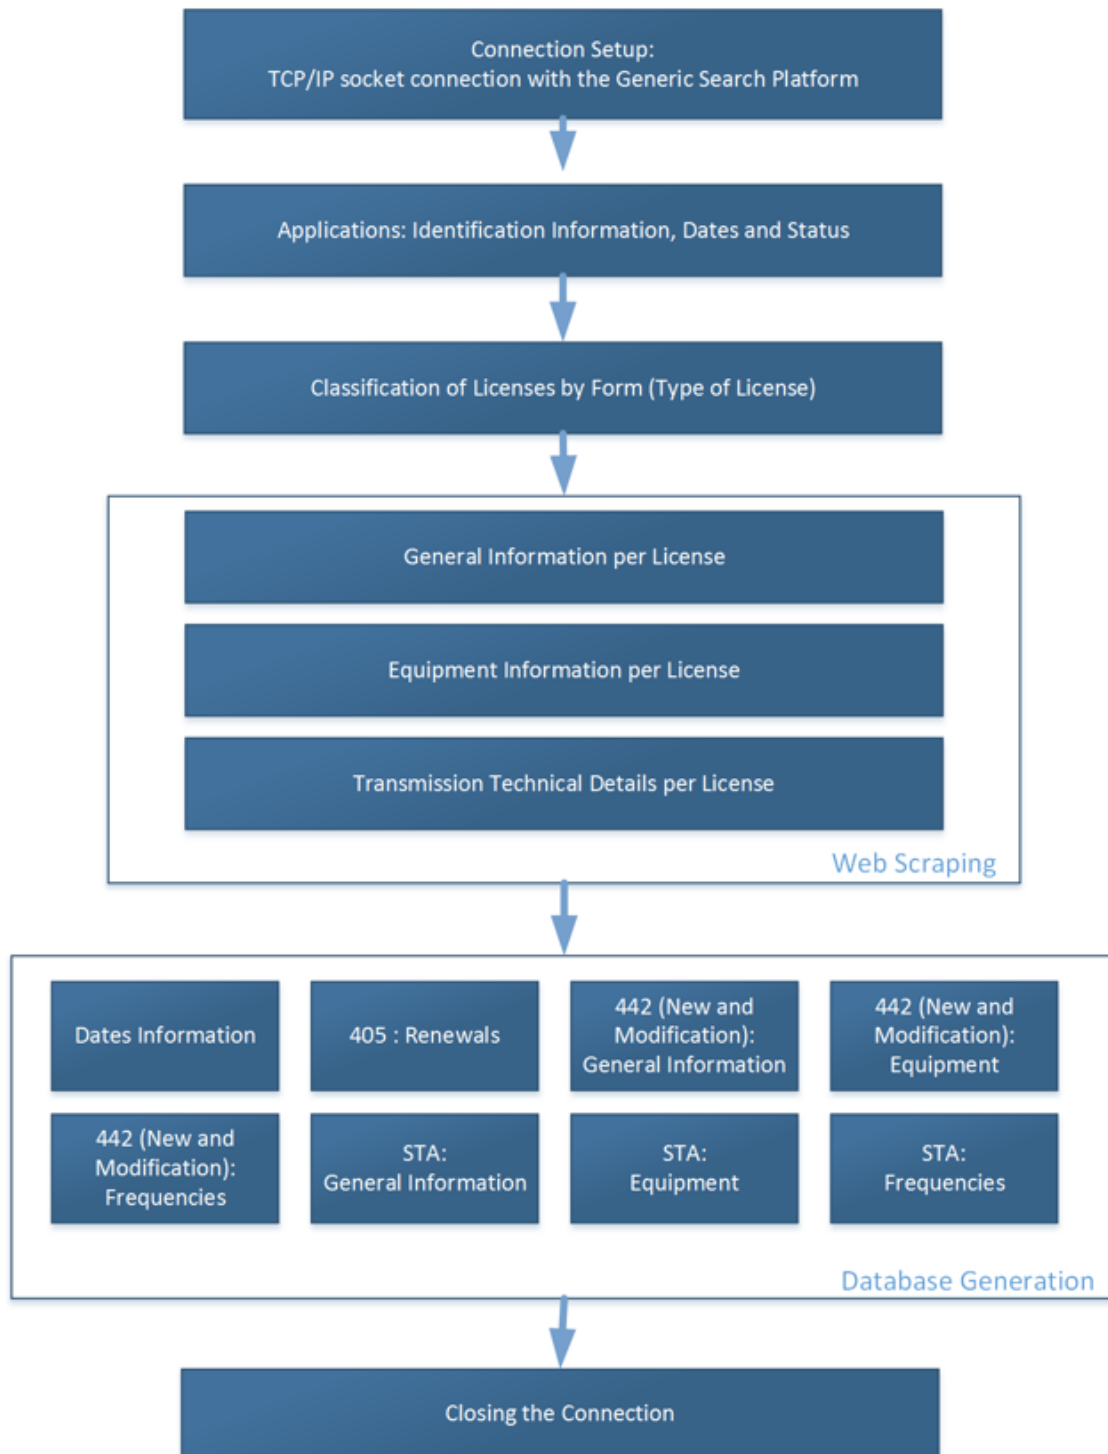 Connection Setup:
TCP/IP socket connection with the Generic Search Platform
Applications: Identification Information, Dates and Status
Classification of Licenses by Form (Type of License)
General Information per License
Equipment Information per License
Transmission Technical Details per License
Web Scraping
Dates Information
405 : Renewals
442 (New and
Modification):
General Information
442 (New and
Modification):
Equipment
442 (New and
Modification):
Frequencies
STA:
General Information
STA:
Equipment
STA:
Frequencies
Database Generation
Closing the Connection